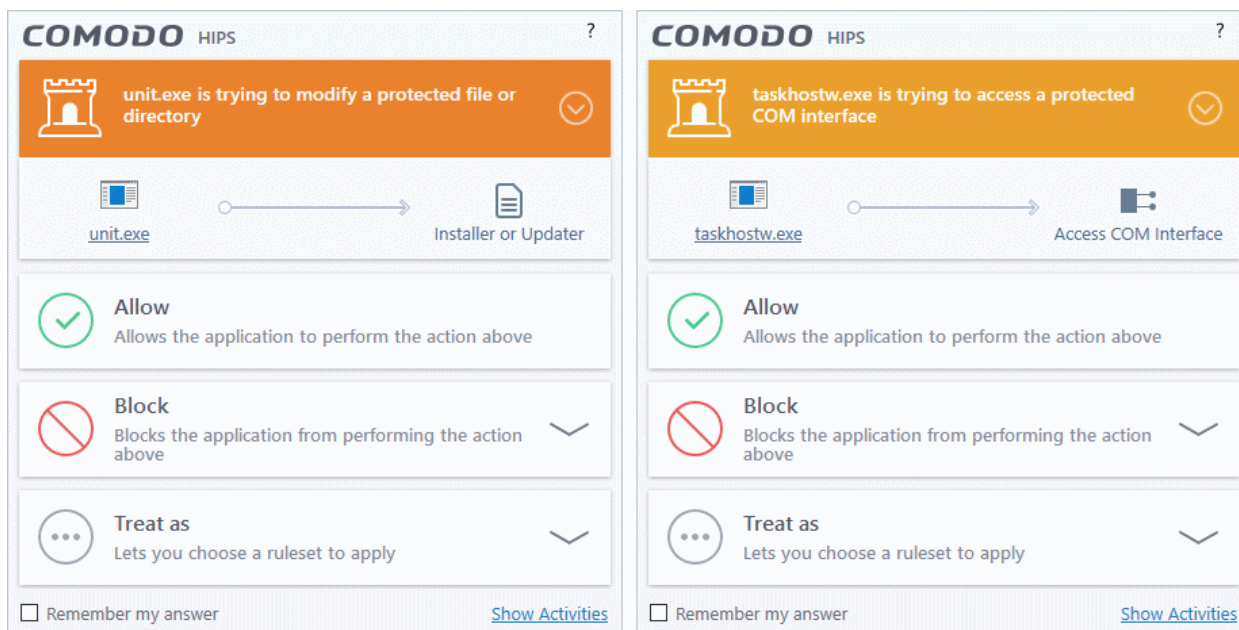 COMODO HIPS ?
unit.exe is trying to modify a protected file or
directory
unit.exe
Installer or Updater
Allow
Allows the application to perform the action above
Block
Blocks the application from performing the action
above
Treat as
Lets you choose a ruleset to apply
Remember my answer
Show Activities
COMODO HIPS ?
taskhostw.exe is trying to access a protected
COM interface
taskhostw.exe
Access COM Interface
Allow
Allows the application to perform the action above
Block
Blocks the application from performing the action
above
Treat as
Lets you choose a ruleset to apply
Remember my answer
Show Activities